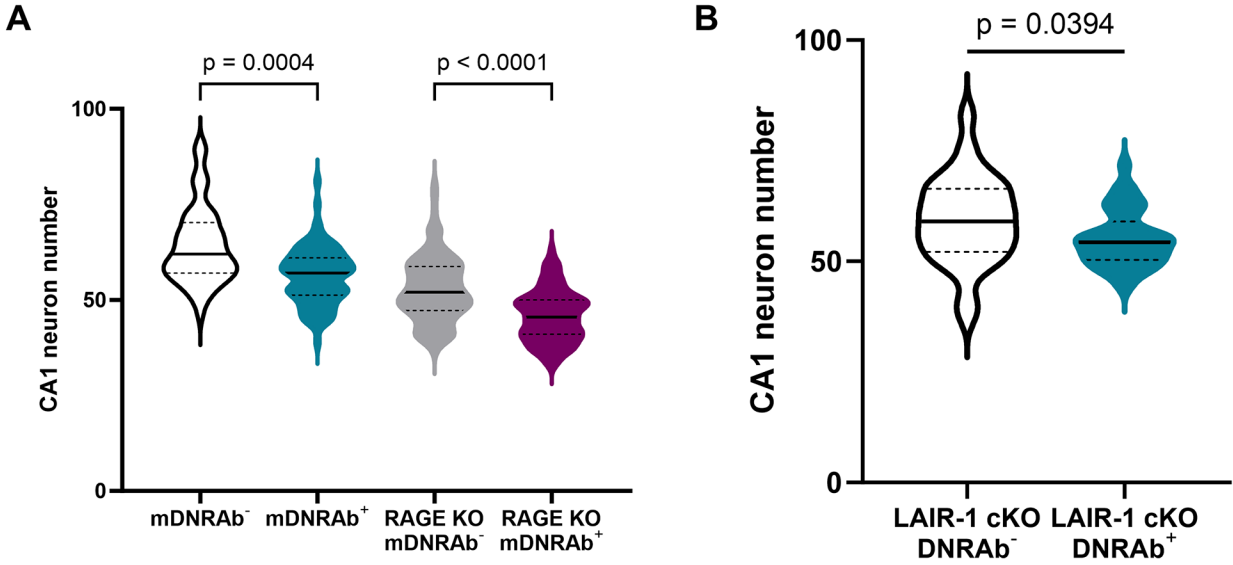 A
p = 0.0004
p < 0.0001
100
50
0
CA1 neuron number
mDNRAb⁻
mDNRAb⁺
RAGE KO
mDNRAb⁻
RAGE KO
mDNRAb⁺
B
p = 0.0394
100
50
0
CA1 neuron number
LAIR-1 cKO
DNRAb⁻
LAIR-1 cKO
DNRAb⁺